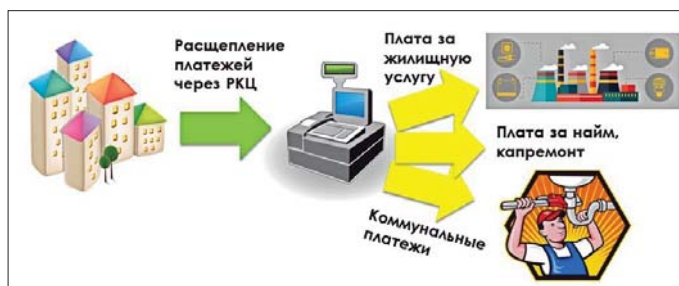 Расщепление
платежей
через РКЦ
Плата за
жилищную
услугу
Плата за найм,
капремонт
Коммунальные
платежи